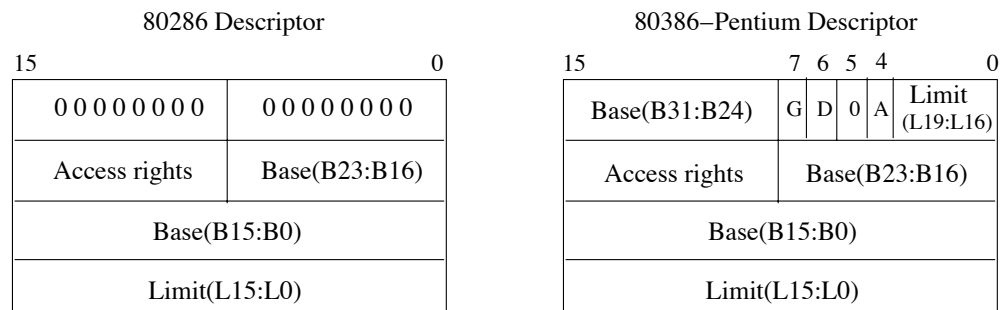 80286 Descriptor
15 0
0 0 0 0 0 0 0 0 0 0 0 0 0 0 0 0
Access rights Base(B23:B16)
Base(B15:B0)
Limit(L15:L0)
80386–Pentium Descriptor
15 7 6 5 4 0
Base(B31:B24) G D 0 A Limit
(L19:L16)
Access rights Base(B23:B16)
Base(B15:B0)
Limit(L15:L0)